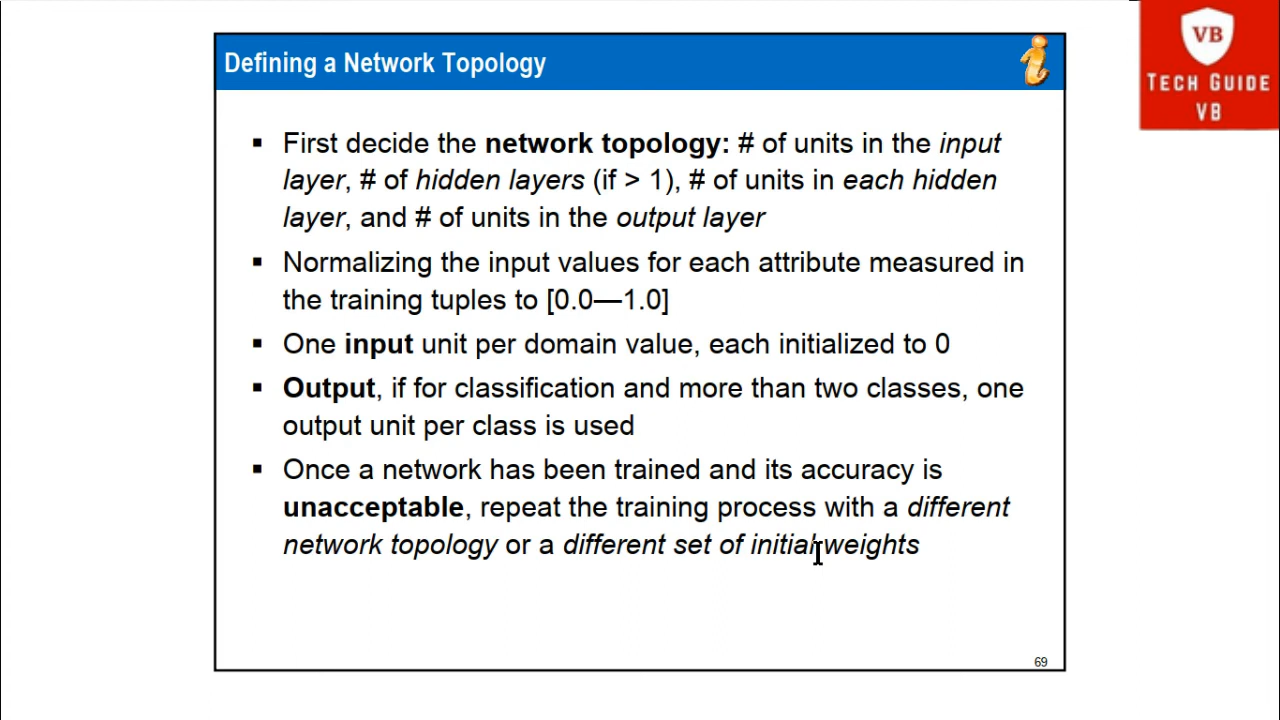 Defining a Network Topology
VB
TECH GUIDE
VB
▪ First decide the network topology: # of units in the input
layer, # of hidden layers (if > 1), # of units in each hidden
layer, and # of units in the output layer
▪ Normalizing the input values for each attribute measured in
the training tuples to [0.0—1.0]
▪ One input unit per domain value, each initialized to 0
▪ Output, if for classification and more than two classes, one
output unit per class is used
▪ Once a network has been trained and its accuracy is
unacceptable, repeat the training process with a different
network topology or a different set of initial weights
69